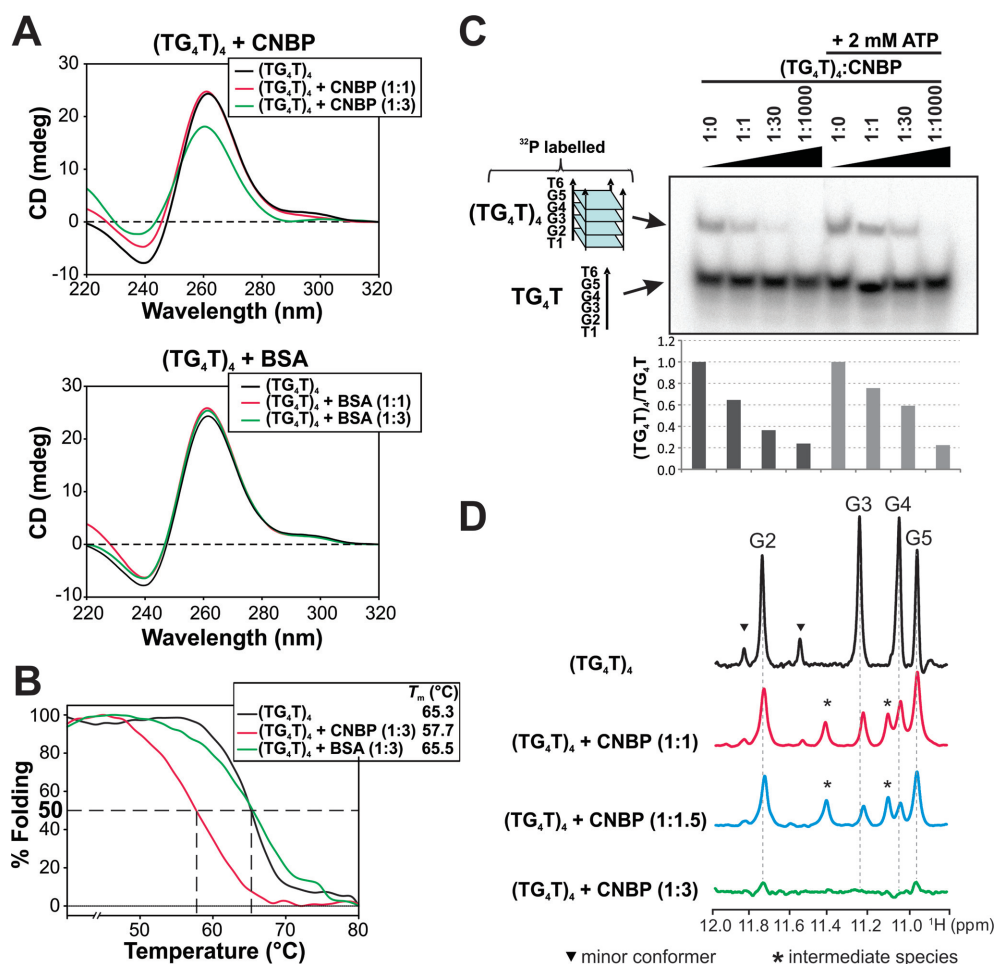 A
(TG4T)4 + CNBP
(TG4T)4
(TG4T)4 + CNBP (1:1)
(TG4T)4 + CNBP (1:3)
CD (mdeg)
30
20
10
0
-10
220 240 260 280 300 320
Wavelength (nm)
(TG4T)4 + BSA
(TG4T)4
(TG4T)4 + BSA (1:1)
(TG4T)4 + BSA (1:3)
CD (mdeg)
30
20
10
0
-10
220 240 260 280 300 320
Wavelength (nm)
B
Tm (°C)
(TG4T)4 65.3
(TG4T)4 + CNBP (1:3) 57.7
(TG4T)4 + BSA (1:3) 65.5
% Folding
100
80
60
50
40
20
0
50 60 70 80
Temperature (°C)
C
+ 2 mM ATP
(TG4T)4:CNBP
1:0 1:1 1:30 1:1000 1:0 1:1 1:30 1:1000
32P labelled
(TG4T)4
T6
G5
G4
G3
G2
T1
TG4T
T6
G5
G4
G3
G2
T1
(TG4T)4/TG4T
1.2
1.0
0.8
0.6
0.4
0.2
0.0
D
G2 G3 G4 G5
(TG4T)4
* *
(TG4T)4 + CNBP (1:1)
* *
(TG4T)4 + CNBP (1:1.5)
(TG4T)4 + CNBP (1:3)
12.0 11.8 11.6 11.4 11.2 11.0 1H (ppm)
▼ minor conformer * intermediate species